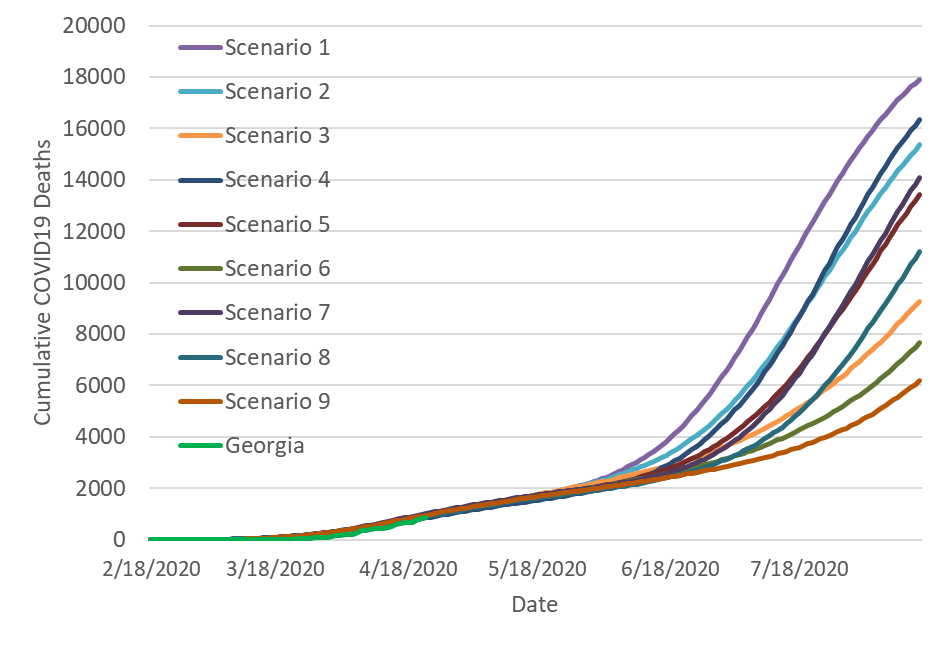 20000
18000
16000
14000
12000
10000
8000
6000
4000
2000
0
Cumulative COVID19 Deaths
Scenario 1
Scenario 2
Scenario 3
Scenario 4
Scenario 5
Scenario 6
Scenario 7
Scenario 8
Scenario 9
Georgia
2/18/2020 3/18/2020 4/18/2020 5/18/2020 6/18/2020 7/18/2020
Date